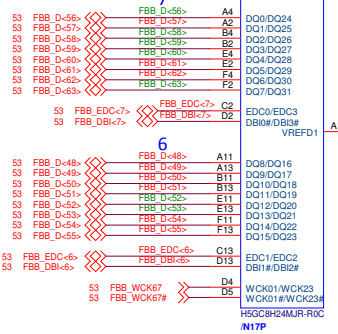 7
53 FBB_D<56> FBB_D<56> A4 DQ0/DQ24
53 FBB_D<57> FBB_D<57> A2 DQ1/DQ25
53 FBB_D<58> FBB_D<58> B4 DQ2/DQ26
53 FBB_D<59> FBB_D<59> B2 DQ3/DQ27
53 FBB_D<60> FBB_D<60> E4 DQ4/DQ28
53 FBB_D<61> FBB_D<61> E2 DQ5/DQ29
53 FBB_D<62> FBB_D<62> F4 DQ6/DQ30
53 FBB_D<63> FBB_D<63> F2 DQ7/DQ31
53 FBB_EDC<7> FBB_EDC<7> C2 EDC0/EDC3
53 FBB_DBI<7> FBB_DBI<7> D2 DBI0#/DBI3#
VREFD1 A
6
53 FBB_D<48> FBB_D<48> A11 DQ8/DQ16
53 FBB_D<49> FBB_D<49> A13 DQ9/DQ17
53 FBB_D<50> FBB_D<50> B11 DQ10/DQ18
53 FBB_D<51> FBB_D<51> B13 DQ11/DQ19
53 FBB_D<52> FBB_D<52> E11 DQ12/DQ20
53 FBB_D<53> FBB_D<53> E13 DQ13/DQ21
53 FBB_D<54> FBB_D<54> F11 DQ14/DQ22
53 FBB_D<55> FBB_D<55> F13 DQ15/DQ23
53 FBB_EDC<6> FBB_EDC<6> C13 EDC1/EDC2
53 FBB_DBI<6> FBB_DBI<6> D13 DBI1#/DBI2#
53 FBB_WCK67 D4 WCK01/WCK23
53 FBB_WCK67# D5 WCK01#/WCK23#
H5GC8H24MJR-R0C
/N17P